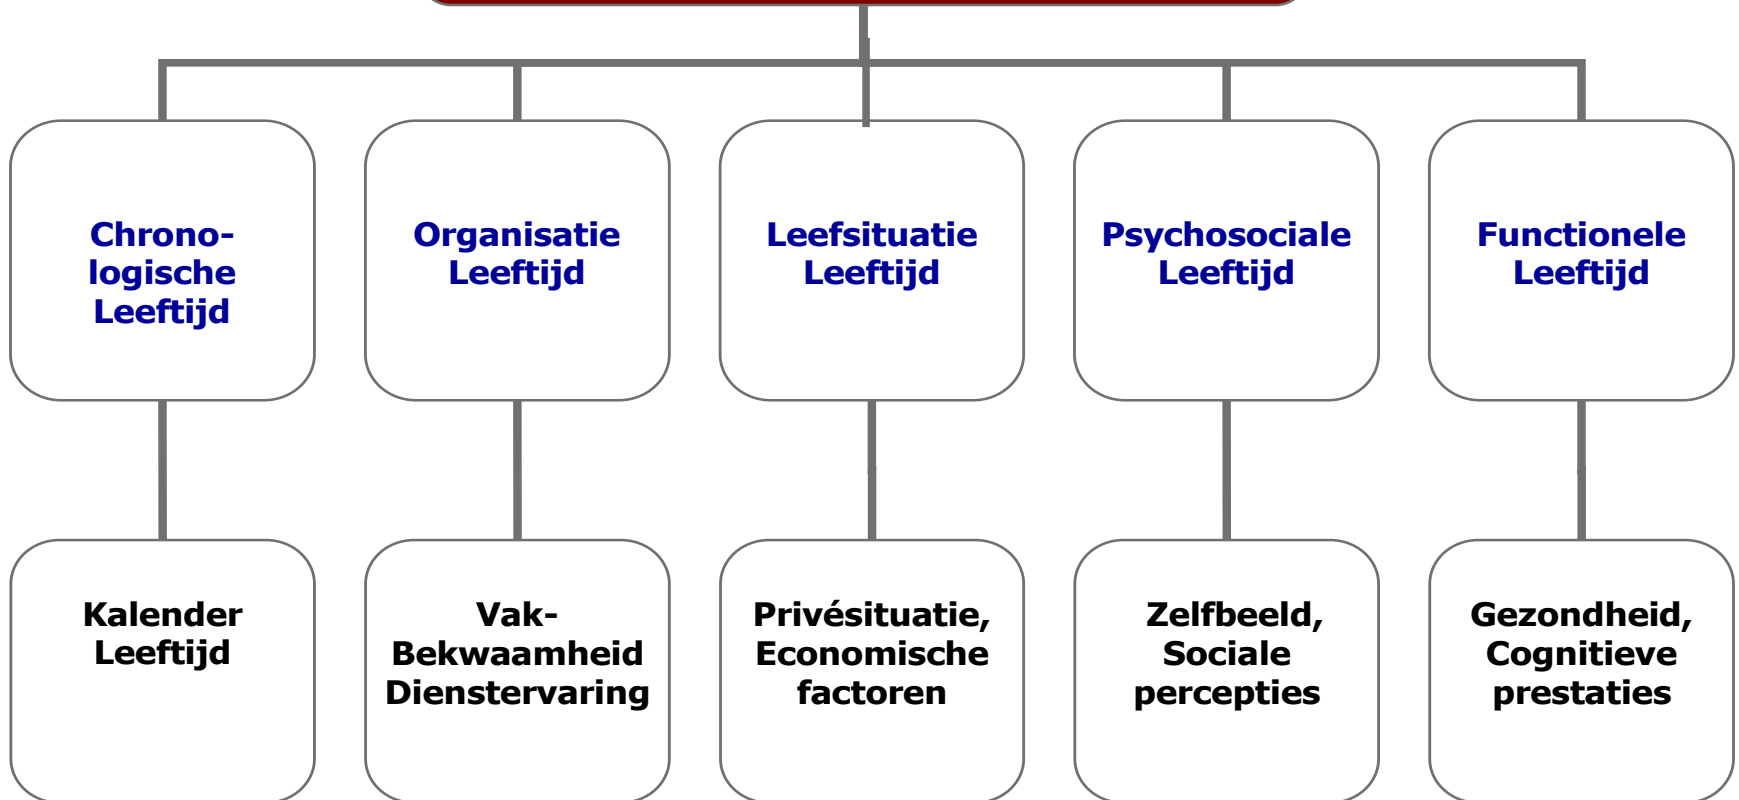 Chrono-
logische
Leeftijd
Organisatie
Leeftijd
Leefsituatie
Leeftijd
Psychosociale
Leeftijd
Functionele
Leeftijd
Kalender
Leeftijd
Vak-
Bekwaamheid
Dienstervaring
Privésituatie,
Economische
factoren
Zelfbeeld,
Sociale
percepties
Gezondheid,
Cognitieve
prestaties